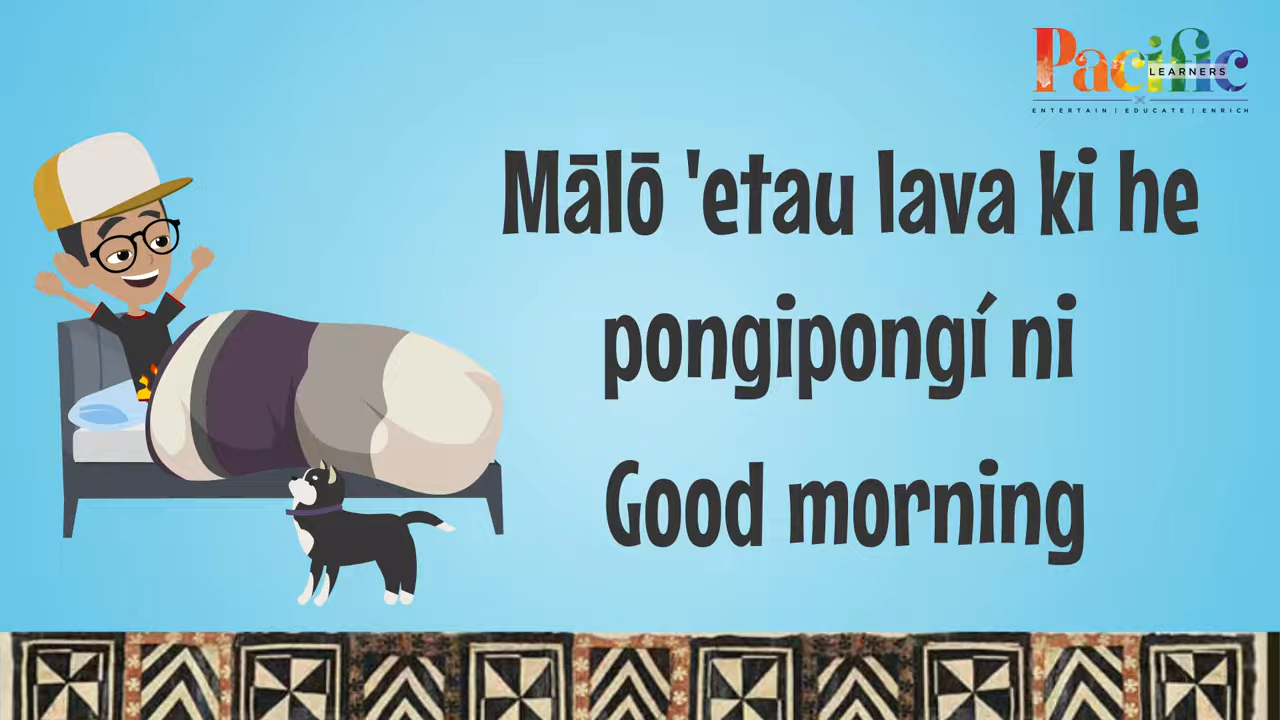 Pacific
LEARNERS
ENTERTAIN | EDUCATE | ENRICH
Mālō 'etau lava ki he
pongipongí ni
Good morning